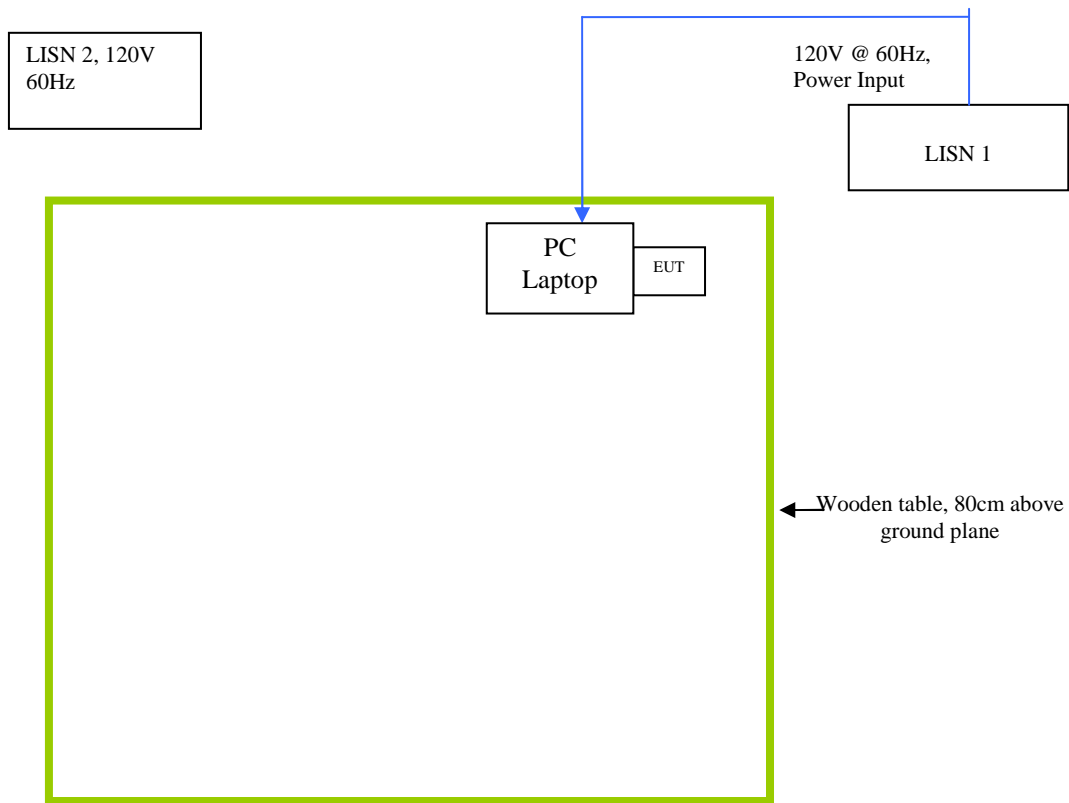 LISN 2, 120V
60Hz
120V @ 60Hz,
Power Input
LISN 1
PC
Laptop
EUT
Wooden table, 80cm above
ground plane